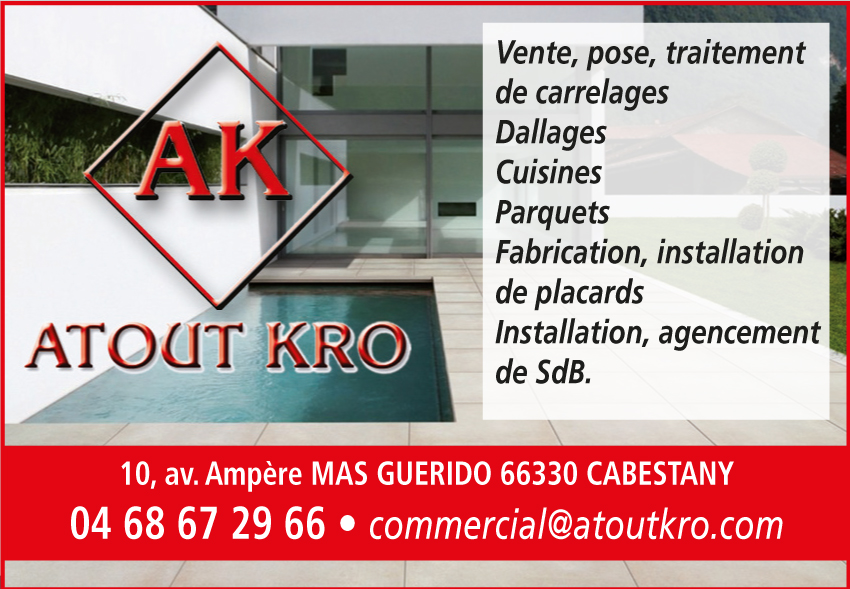 AK
ATOUT KRO
Vente, pose, traitement
de carrelages
Dallages
Cuisines
Parquets
Fabrication, installation
de placards
Installation, agencement
de SdB.
10, av. Ampère MAS GUERIDO 66330 CABESTANY
04 68 67 29 66 • commercial@atoutkro.com